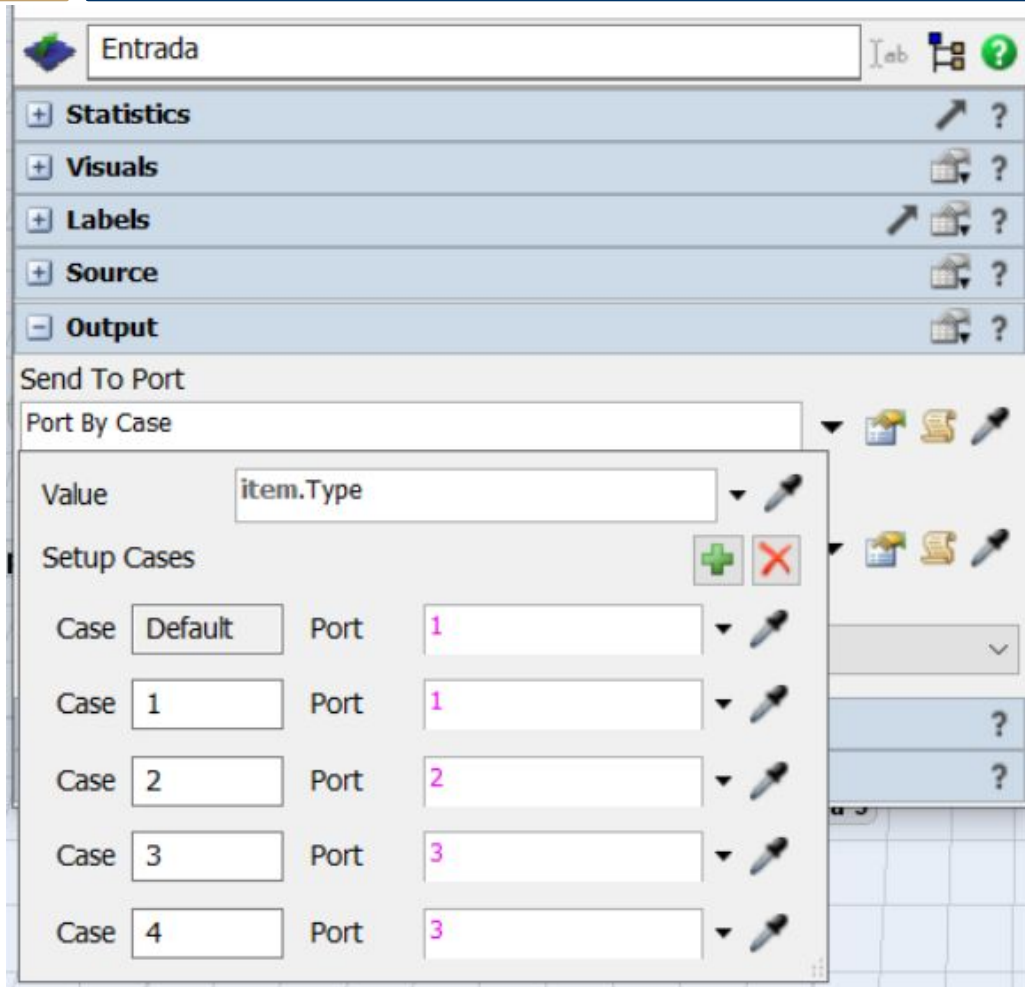 Entrada
Statistics
?
Visuals
?
Labels
?
Source
?
Output
?
Send To Port
Port By Case
Value item.Type
Setup Cases
Case Default Port 1
Case 1 Port 1
?
Case 2 Port 2
?
Case 3 Port 3
Case 4 Port 3